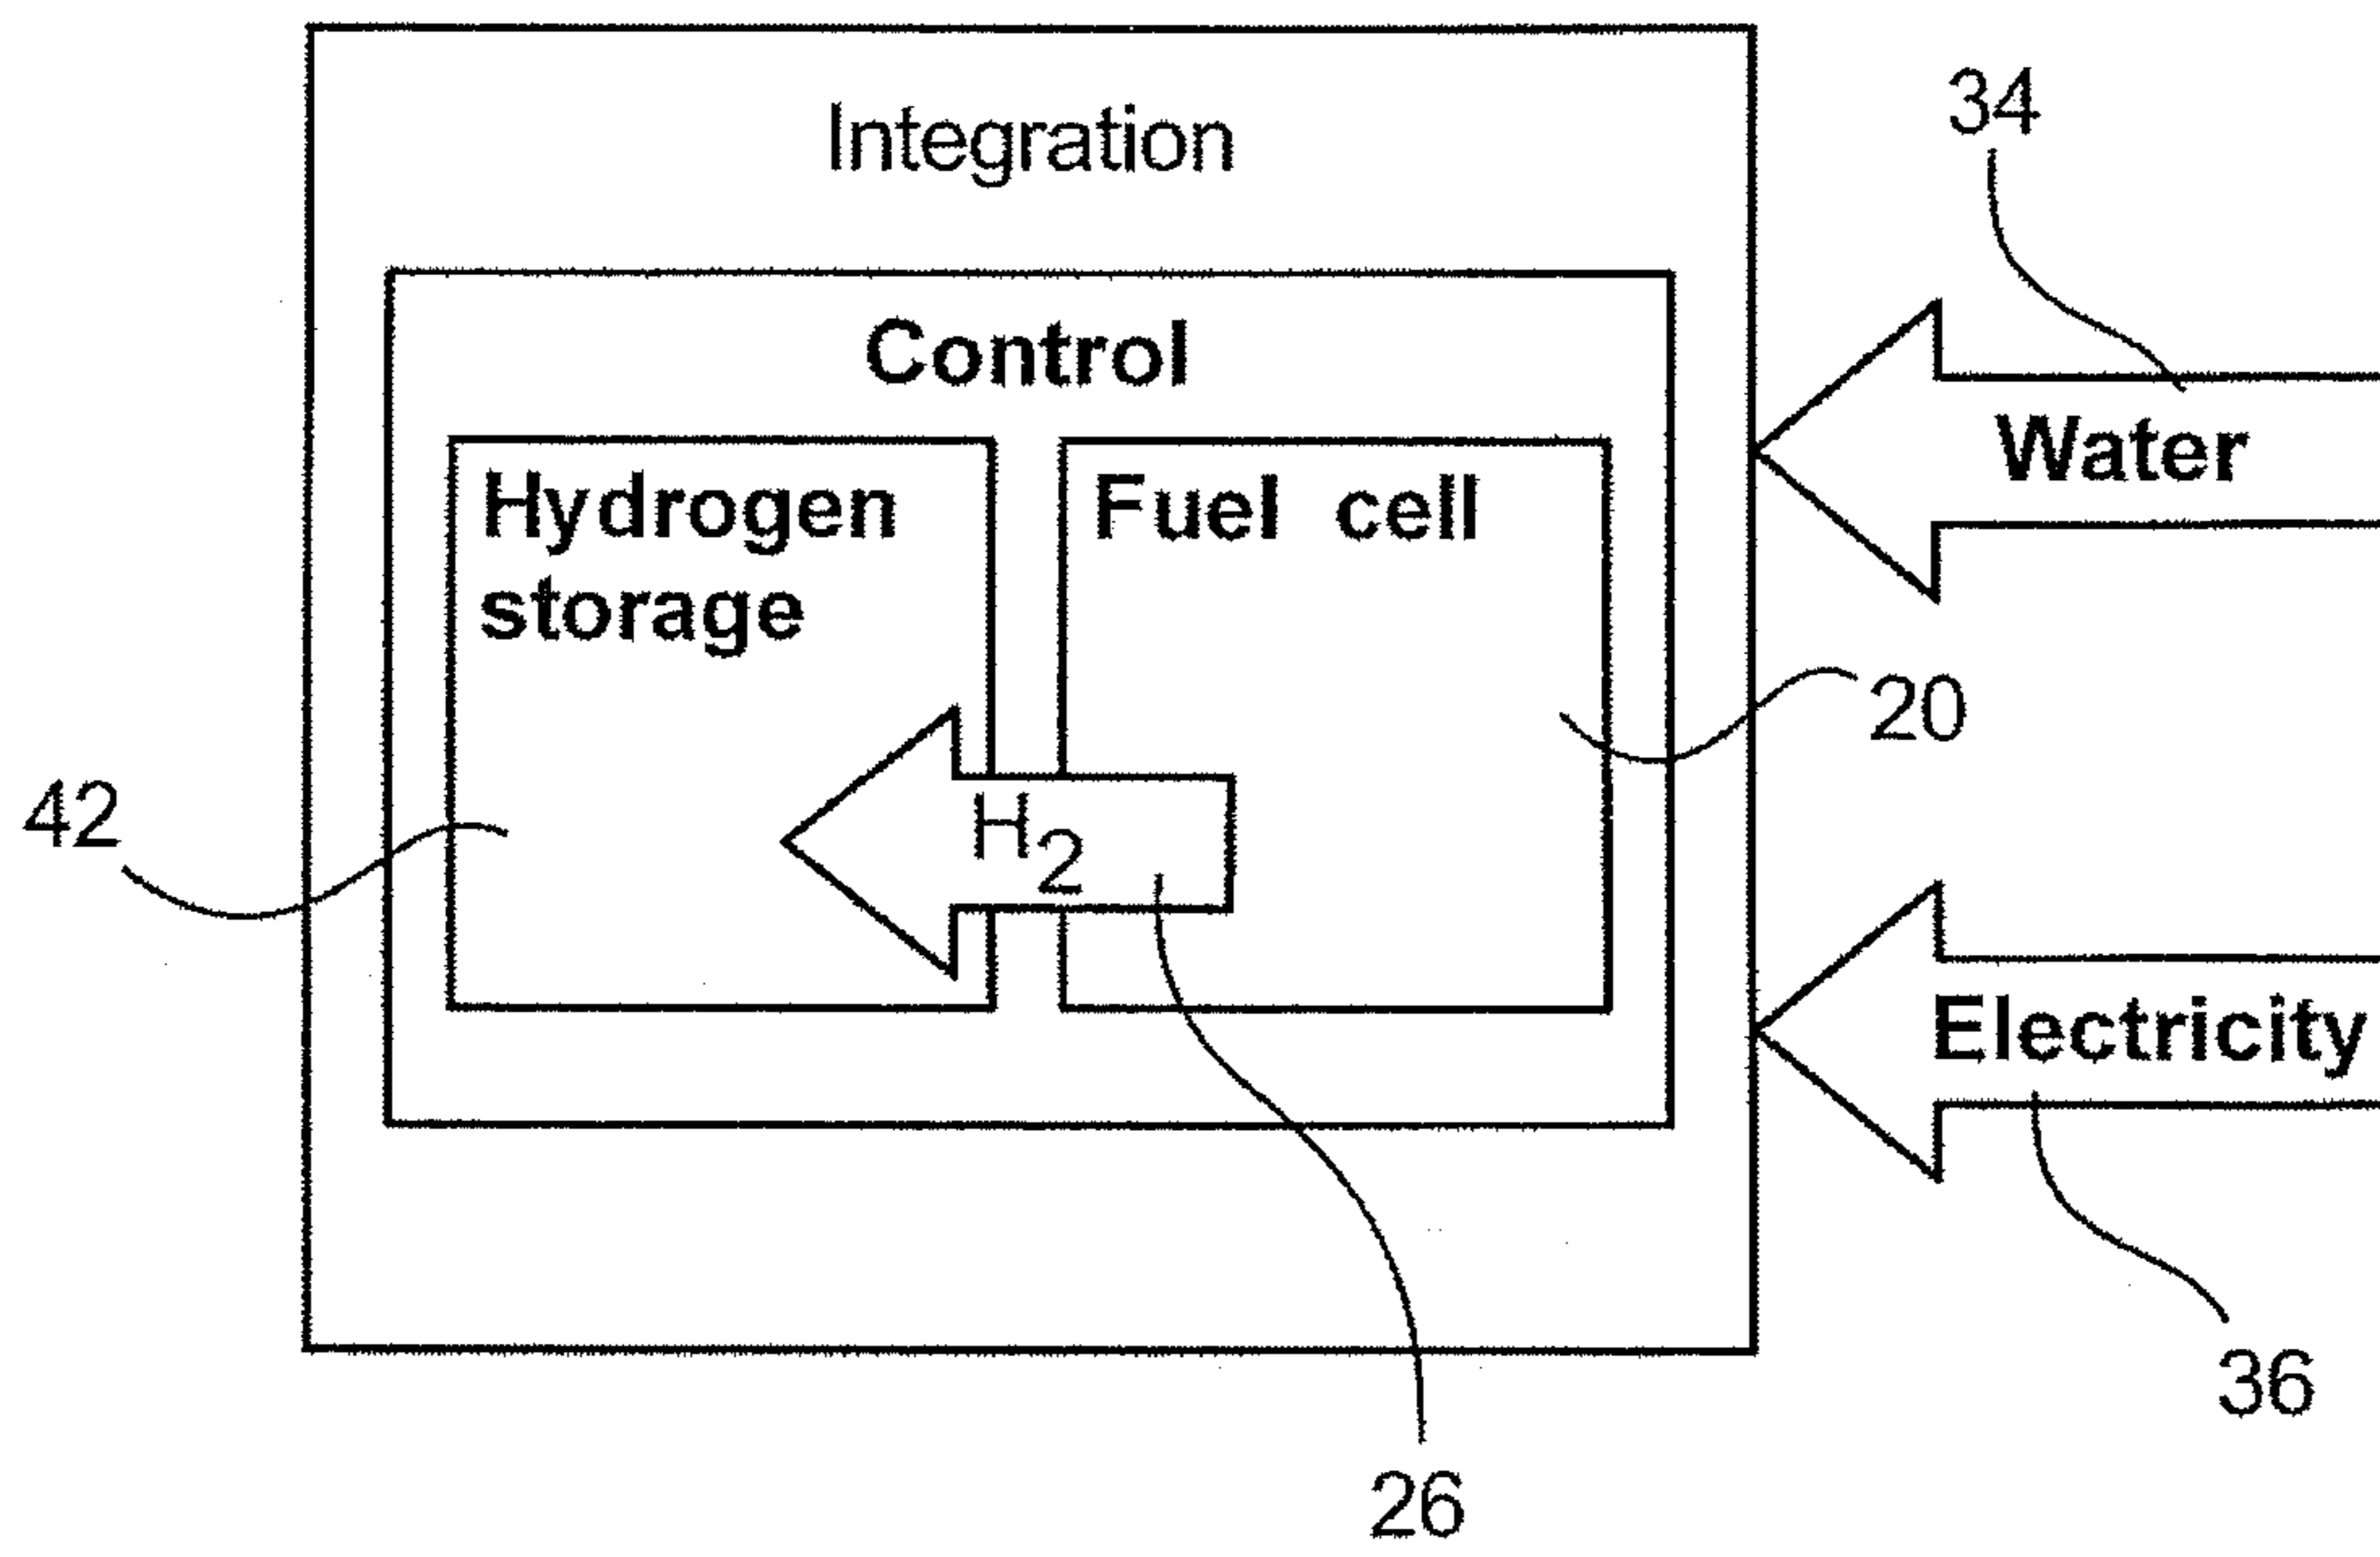 Integration
34
Control
Water
Hydrogen
storage
Fuel cell
20
42
H2
Electricity
36
26